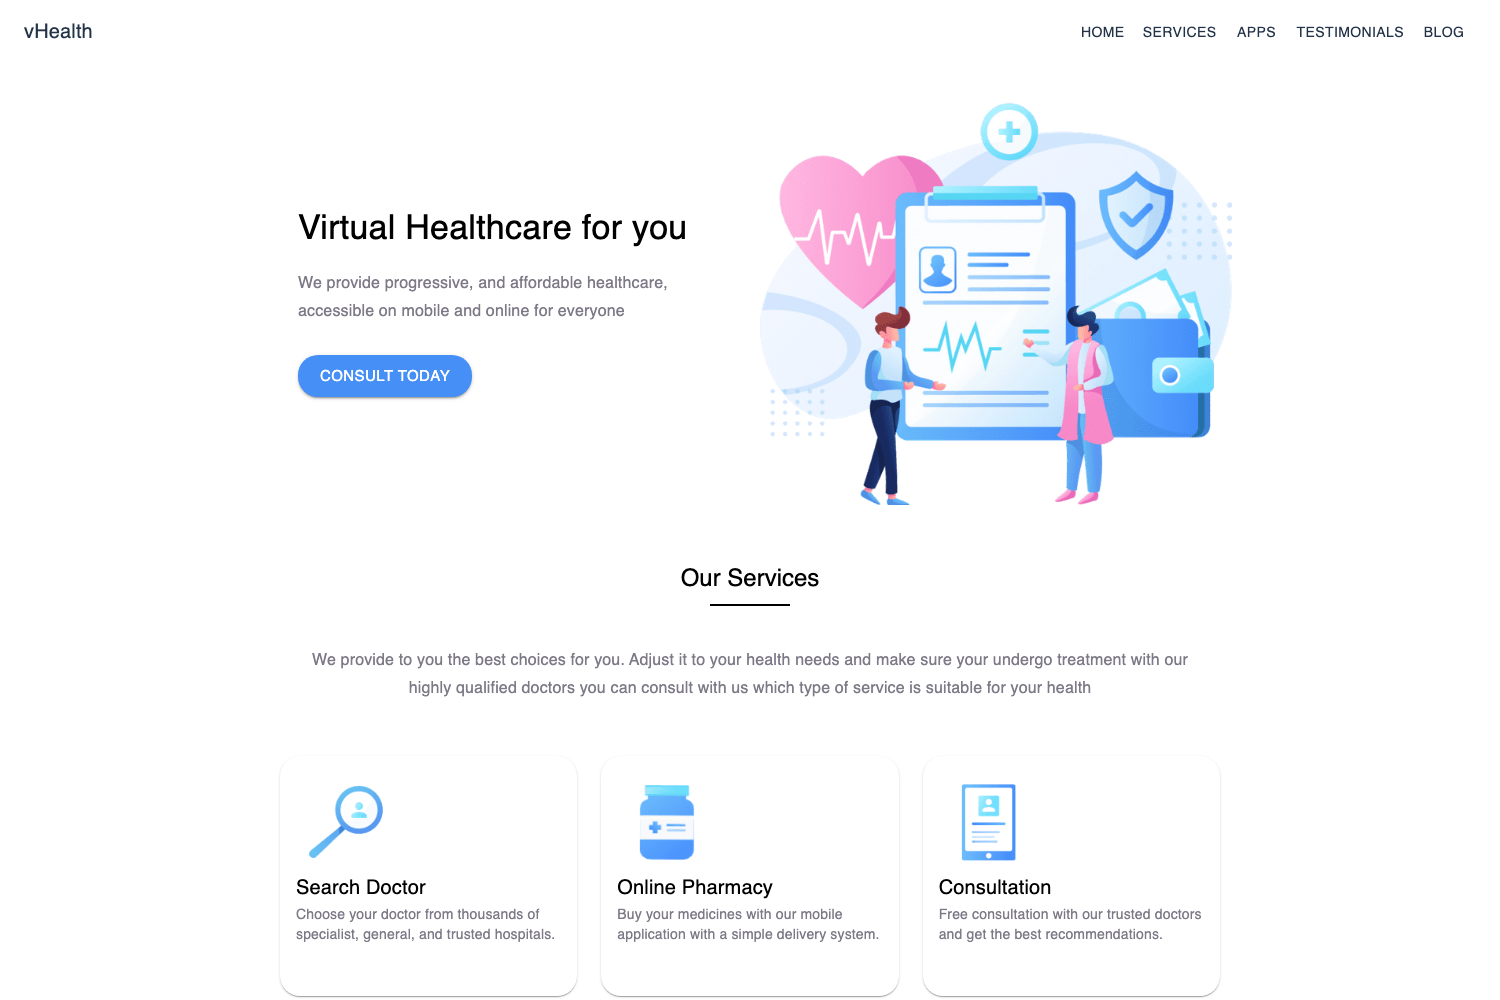 vHealth
HOME SERVICES APPS TESTIMONIALS BLOG
Virtual Healthcare for you
We provide progressive, and affordable healthcare,
accessible on mobile and online for everyone
CONSULT TODAY
Our Services
We provide to you the best choices for you. Adjust it to your health needs and make sure your undergo treatment with our
highly qualified doctors you can consult with us which type of service is suitable for your health
Search Doctor
Choose your doctor from thousands of
specialist, general, and trusted hospitals.
Online Pharmacy
Buy your medicines with our mobile
application with a simple delivery system.
Consultation
Free consultation with our trusted doctors
and get the best recommendations.